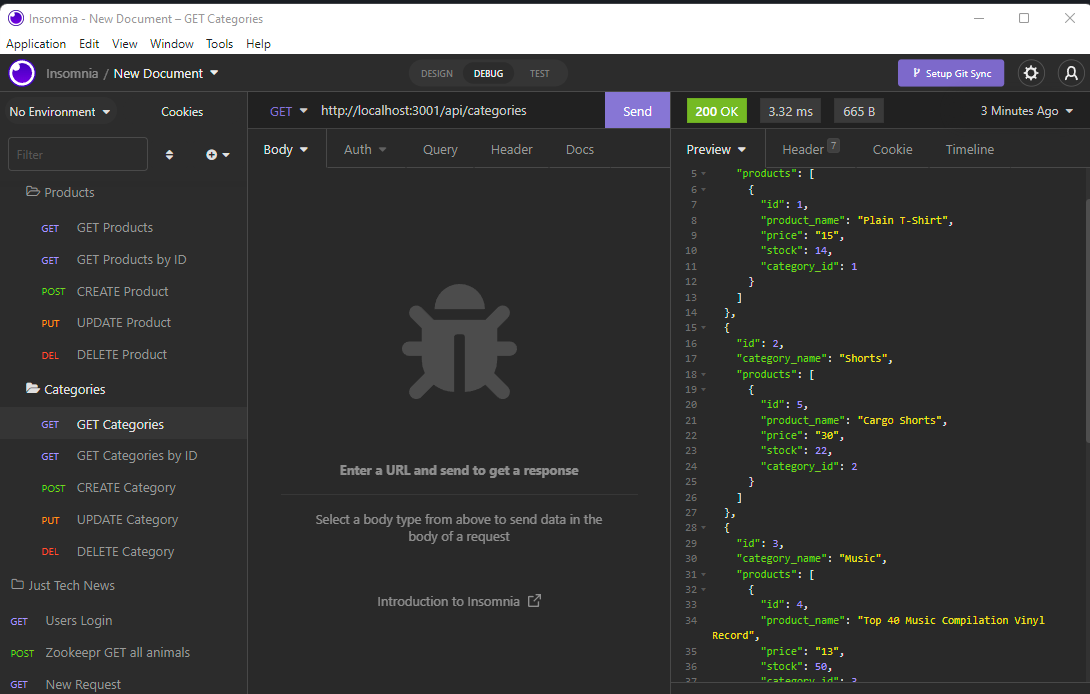 Insomnia - New Document – GET Categories
Application Edit View Window Tools Help
Insomnia / New Document
DESIGN DEBUG TEST
Setup Git Sync
No Environment
Cookies
GET http://localhost:3001/api/categories Send
200 OK 3.32 ms 665 B 3 Minutes Ago
Filter
Body Auth Query Header Docs
Preview Header 7 Cookie Timeline
Products
GET GET Products
GET GET Products by ID
POST CREATE Product
PUT UPDATE Product
DEL DELETE Product
Categories
GET GET Categories
GET GET Categories by ID
POST CREATE Category
PUT UPDATE Category
DEL DELETE Category
Just Tech News
GET Users Login
POST Zookeepr GET all animals
GET New Request
Enter a URL and send to get a response
Select a body type from above to send data in the
body of a request
Introduction to Insomnia
5 "products": [
6 {
7 "id": 1,
8 "product_name": "Plain T-Shirt",
9 "price": "15",
10 "stock": 14,
11 "category_id": 1
12 }
13 ]
14 },
15 {
16 "id": 2,
17 "category_name": "Shorts",
18 "products": [
19 {
20 "id": 5,
21 "product_name": "Cargo Shorts",
22 "price": "30",
23 "stock": 22,
24 "category_id": 2
25 }
26 ]
27 },
28 {
29 "id": 3,
30 "category_name": "Music",
31 "products": [
32 {
33 "id": 4,
34 "product_name": "Top 40 Music Compilation Vinyl
Record",
35 "price": "13",
36 "stock": 50,
37 "category_id": 3